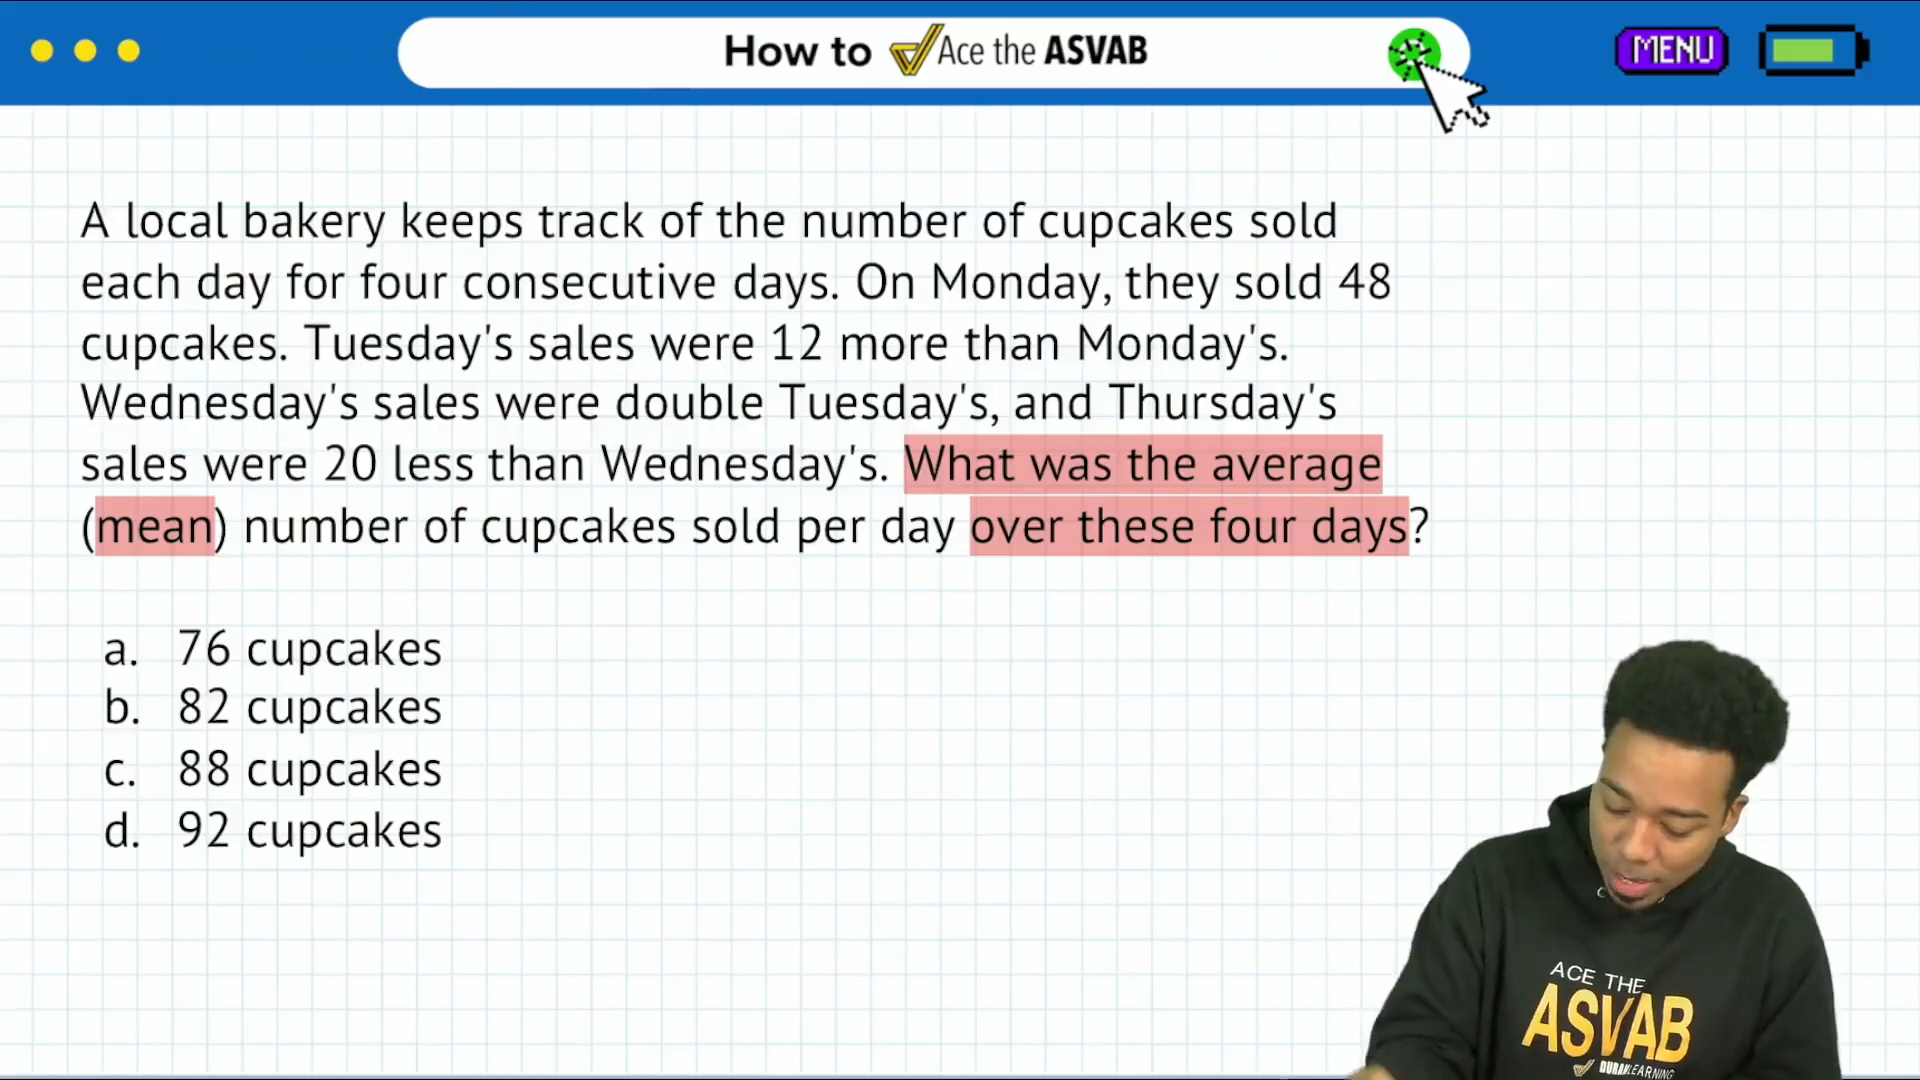 How to Ace the ASVAB
MENU
A local bakery keeps track of the number of cupcakes sold
each day for four consecutive days. On Monday, they sold 48
cupcakes. Tuesday's sales were 12 more than Monday's.
Wednesday's sales were double Tuesday's, and Thursday's
sales were 20 less than Wednesday's. What was the average
(mean) number of cupcakes sold per day over these four days?
a. 76 cupcakes
b. 82 cupcakes
c. 88 cupcakes
d. 92 cupcakes
ACE THE
ASVAB
DURAN LEARNING